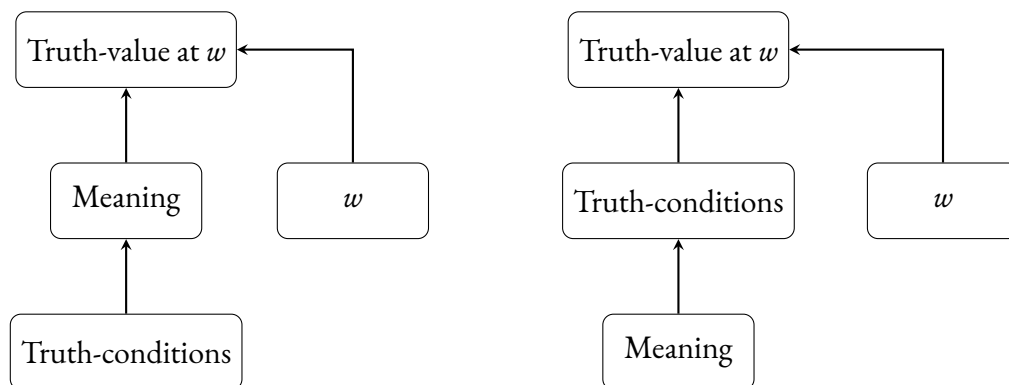 Truth-value at w
Meaning
w
Truth-conditions
Truth-value at w
Truth-conditions
w
Meaning